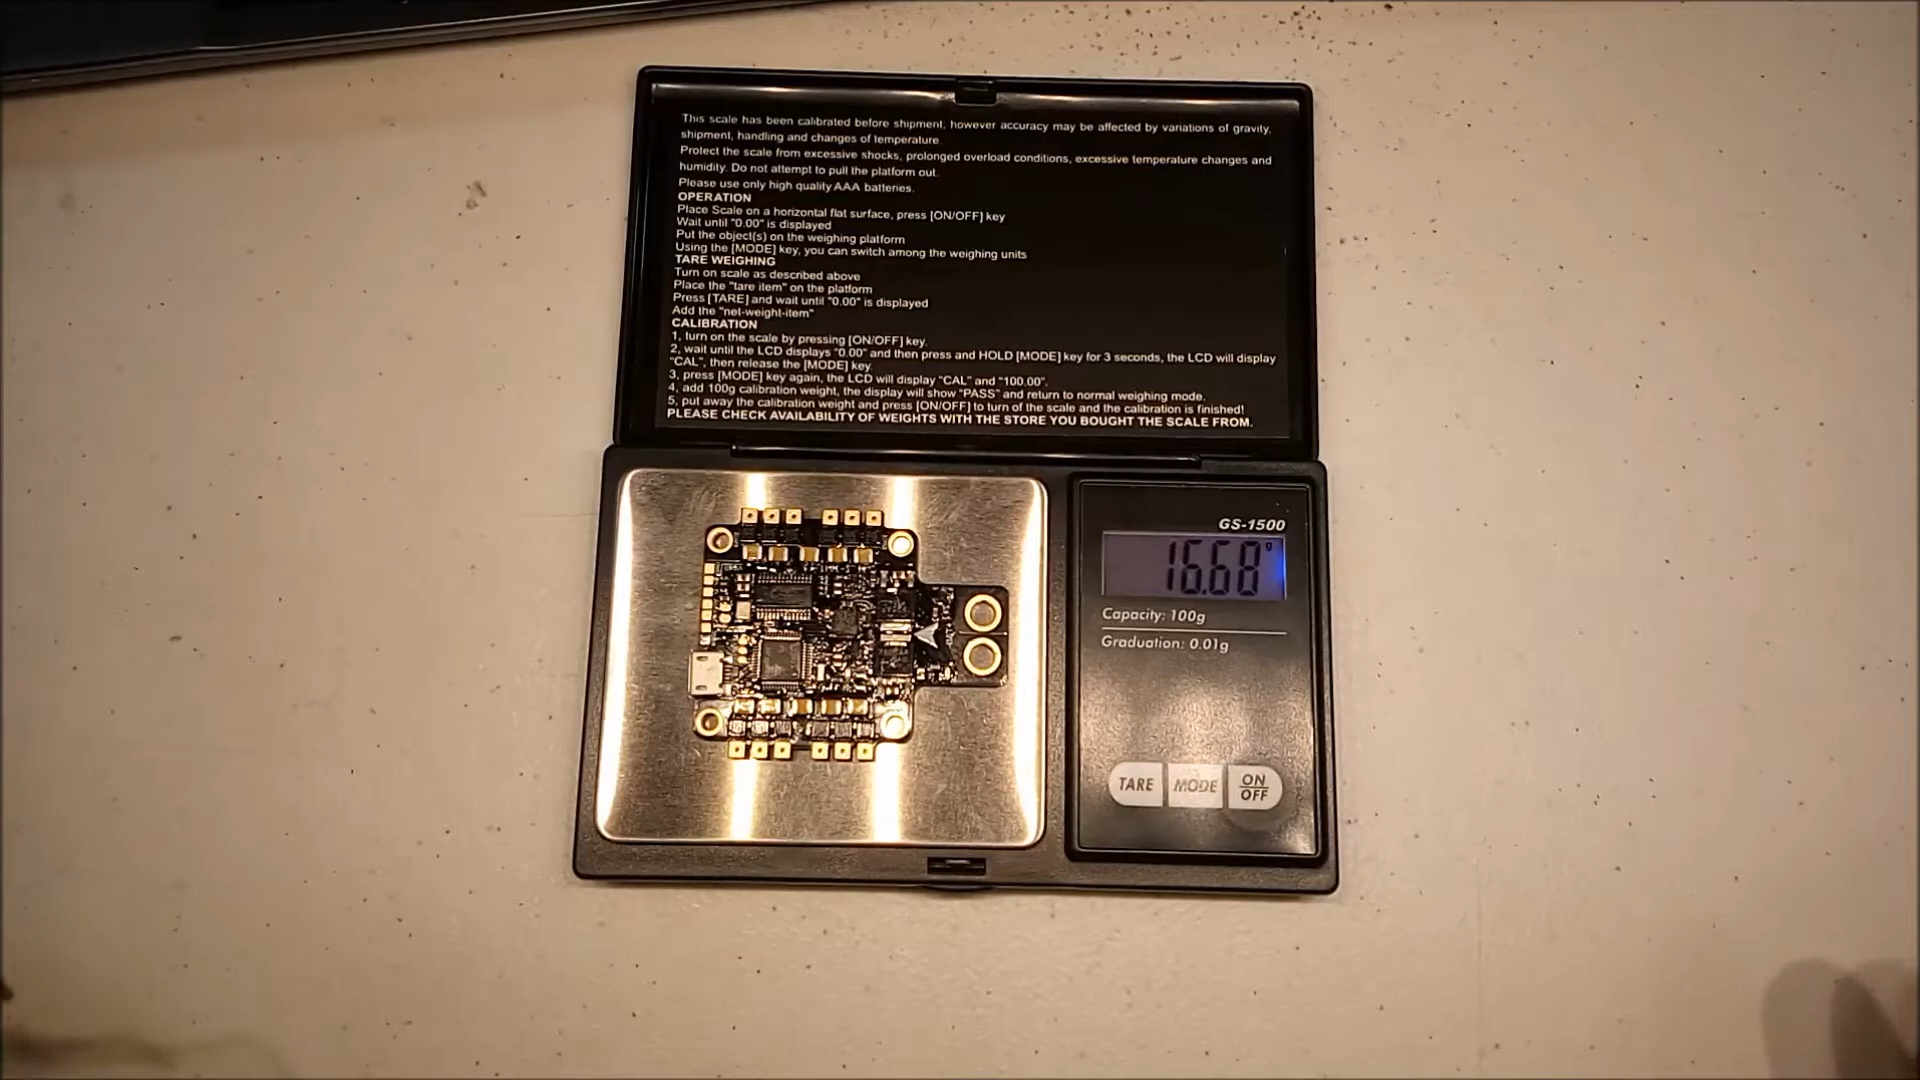 This scale has been calibrated before shipment, however accuracy may be affected by variations of gravity,
shipment, handling and changes of temperature.
Protect the scale from excessive shocks, prolonged overload conditions, excessive temperature changes and
humidity. Do not attempt to pull the platform out.
Please use only high quality AAA batteries.
OPERATION
Place Scale on a horizontal flat surface, press [ON/OFF] key
Wait until "0.00" is displayed
Put the object(s) on the weighing platform
Using the [MODE] key, you can switch among the weighing units
TARE WEIGHING
Turn on scale as described above
Place the "tare item" on the platform
Press [TARE] and wait until "0.00" is displayed
Add the "net-weight-item"
CALIBRATION
1, turn on the scale by pressing [ON/OFF] key.
2, wait until the LCD displays "0.00" and then press and HOLD [MODE] key for 3 seconds, the LCD will display
"CAL", then release the [MODE] key.
3, press [MODE] key again, the LCD will display "CAL" and "100.00".
4, add 100g calibration weight, the display will show "PASS" and return to normal weighing mode.
5, put away the calibration weight and press [ON/OFF] to turn of the scale and the calibration is finished!
PLEASE CHECK AVAILABILITY OF WEIGHTS WITH THE STORE YOU BOUGHT THE SCALE FROM.
GS-1500
16.68 g
Capacity: 100g
Graduation: 0.01g
TARE
MODE
ON
OFF